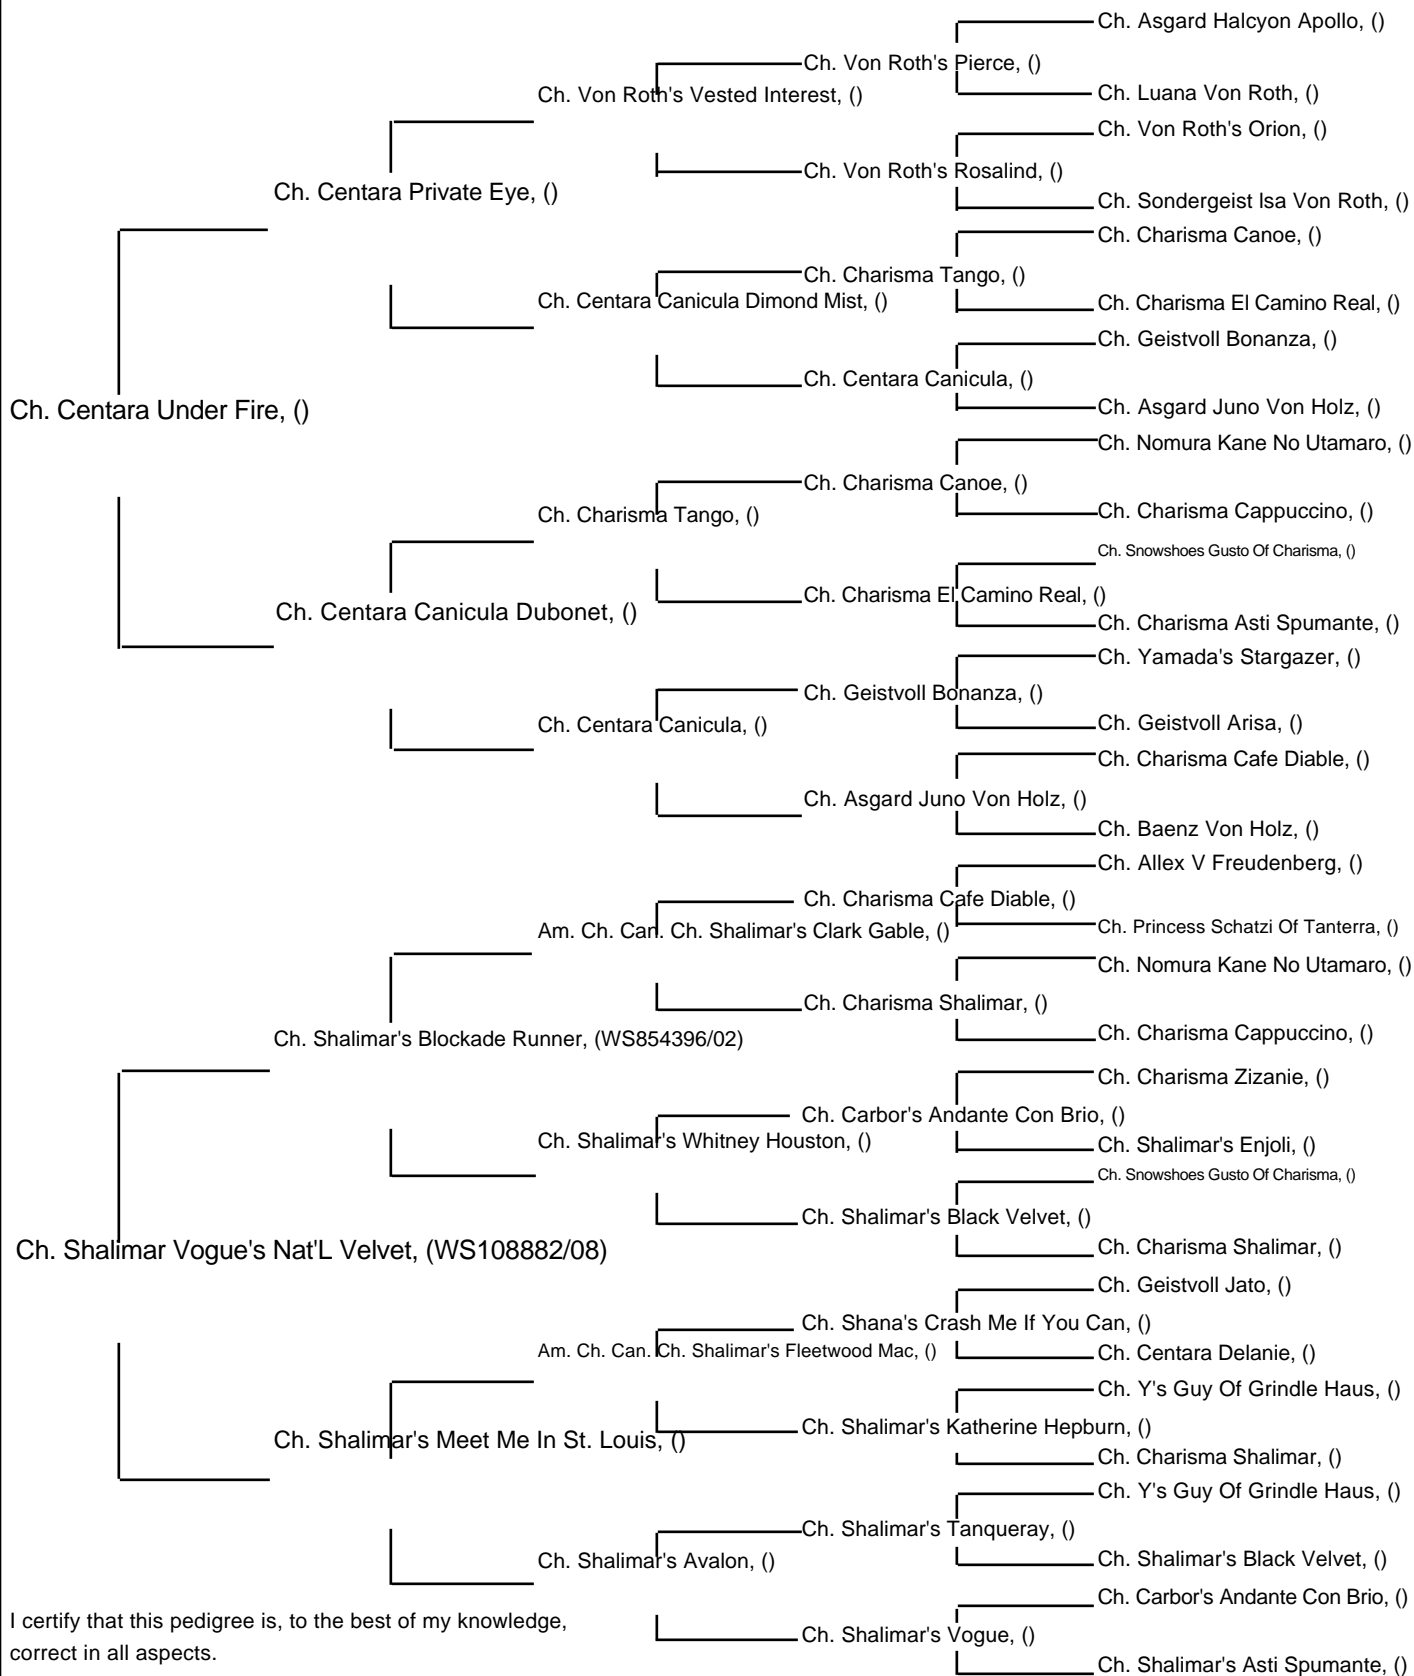 Ch. Asgard Halcyon Apollo, ()
Ch. Von Roth's Pierce, ()
Ch. Von Roth's Vested Interest, ()
Ch. Luana Von Roth, ()
Ch. Von Roth's Orion, ()
Ch. Von Roth's Rosalind, ()
Ch. Centara Private Eye, ()
Ch. Sondergeist Isa Von Roth, ()
Ch. Charisma Canoe, ()
Ch. Charisma Tango, ()
Ch. Centara Canicula Dimond Mist, ()
Ch. Charisma El Camino Real, ()
Ch. Geistvoll Bonanza, ()
Ch. Centara Canicula, ()
Ch. Centara Under Fire, ()
Ch. Asgard Juno Von Holz, ()
Ch. Nomura Kane No Utamaro, ()
Ch. Charisma Canoe, ()
Ch. Charisma Tango, ()
Ch. Charisma Cappuccino, ()
Ch. Snowshoes Gusto Of Charisma, ()
Ch. Charisma El Camino Real, ()
Ch. Centara Canicula Dubonet, ()
Ch. Charisma Asti Spumante, ()
Ch. Yamada's Stargazer, ()
Ch. Geistvoll Bonanza, ()
Ch. Centara Canicula, ()
Ch. Geistvoll Arisa, ()
Ch. Charisma Cafe Diable, ()
Ch. Asgard Juno Von Holz, ()
Ch. Baenz Von Holz, ()
Ch. Allex V Freudenberg, ()
Ch. Charisma Cafe Diable, ()
Am. Ch. Can. Ch. Shalimar's Clark Gable, ()
Ch. Princess Schatzi Of Tanterra, ()
Ch. Nomura Kane No Utamaro, ()
Ch. Charisma Shalimar, ()
Ch. Shalimar's Blockade Runner, (WS854396/02)
Ch. Charisma Cappuccino, ()
Ch. Charisma Zizanie, ()
Ch. Carbor's Andante Con Brio, ()
Ch. Shalimar's Whitney Houston, ()
Ch. Shalimar's Enjoli, ()
Ch. Snowshoes Gusto Of Charisma, ()
Ch. Shalimar's Black Velvet, ()
Ch. Shalimar Vogue's Nat'L Velvet, (WS108882/08)
Ch. Charisma Shalimar, ()
Ch. Geistvoll Jato, ()
Ch. Shana's Crash Me If You Can, ()
Am. Ch. Can. Ch. Shalimar's Fleetwood Mac, ()
Ch. Centara Delanie, ()
Ch. Y's Guy Of Grindle Haus, ()
Ch. Shalimar's Katherine Hepburn, ()
Ch. Shalimar's Meet Me In St. Louis, ()
Ch. Charisma Shalimar, ()
Ch. Y's Guy Of Grindle Haus, ()
Ch. Shalimar's Tanqueray, ()
Ch. Shalimar's Avalon, ()
Ch. Shalimar's Black Velvet, ()
Ch. Carbor's Andante Con Brio, ()
I certify that this pedigree is, to the best of my knowledge,
Ch. Shalimar's Vogue, ()
correct in all aspects.
Ch. Shalimar's Asti Spumante, ()